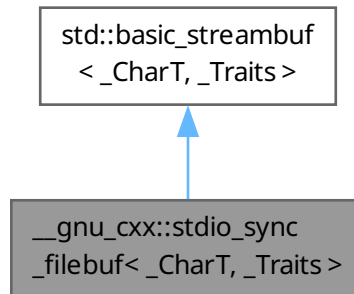 std::basic_streambuf
< _CharT, _Traits >
__gnu_cxx::stdio_sync
_filebuf< _CharT, _Traits >